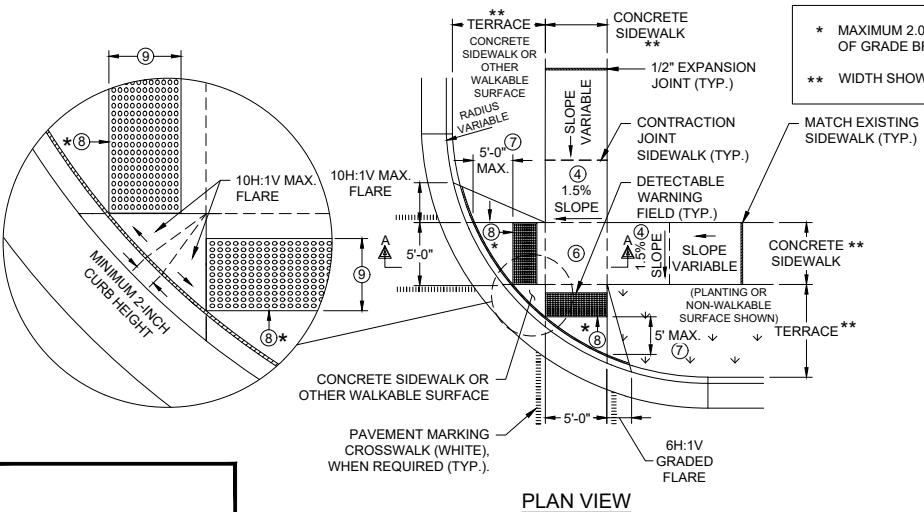 9
* 8
10H:1V MAX.
FLARE
MINIMUM 2-INCH
CURB HEIGHT
9
8 *
**
TERRACE
CONCRETE
SIDEWALK OR
OTHER
WALKABLE
SURFACE
RADIUS
VARIABLE
CONCRETE
SIDEWALK
**
1/2" EXPANSION
JOINT (TYP.)
SLOPE
VARIABLE
CONTRACTION
JOINT
SIDEWALK (TYP.)
MATCH EXISTING
SIDEWALK (TYP.)
7
5'-0"
MAX.
10H:1V MAX.
FLARE
4
1.5%
SLOPE
DETECTABLE
WARNING
FIELD (TYP.)
8
*
A
5'-0"
6
A
4
1.5%
SLOPE
SLOPE
VARIABLE
CONCRETE **
SIDEWALK
(PLANTING OR
NON-WALKABLE
SURFACE SHOWN)
TERRACE **
* 8
5' MAX.
7
CONCRETE SIDEWALK OR
OTHER WALKABLE SURFACE
PAVEMENT MARKING
CROSSWALK (WHITE),
WHEN REQUIRED (TYP.).
5'-0"
6H:1V
GRADED
FLARE
PLAN VIEW
* MAXIMUM 2.0
OF GRADE BR
** WIDTH SHOW